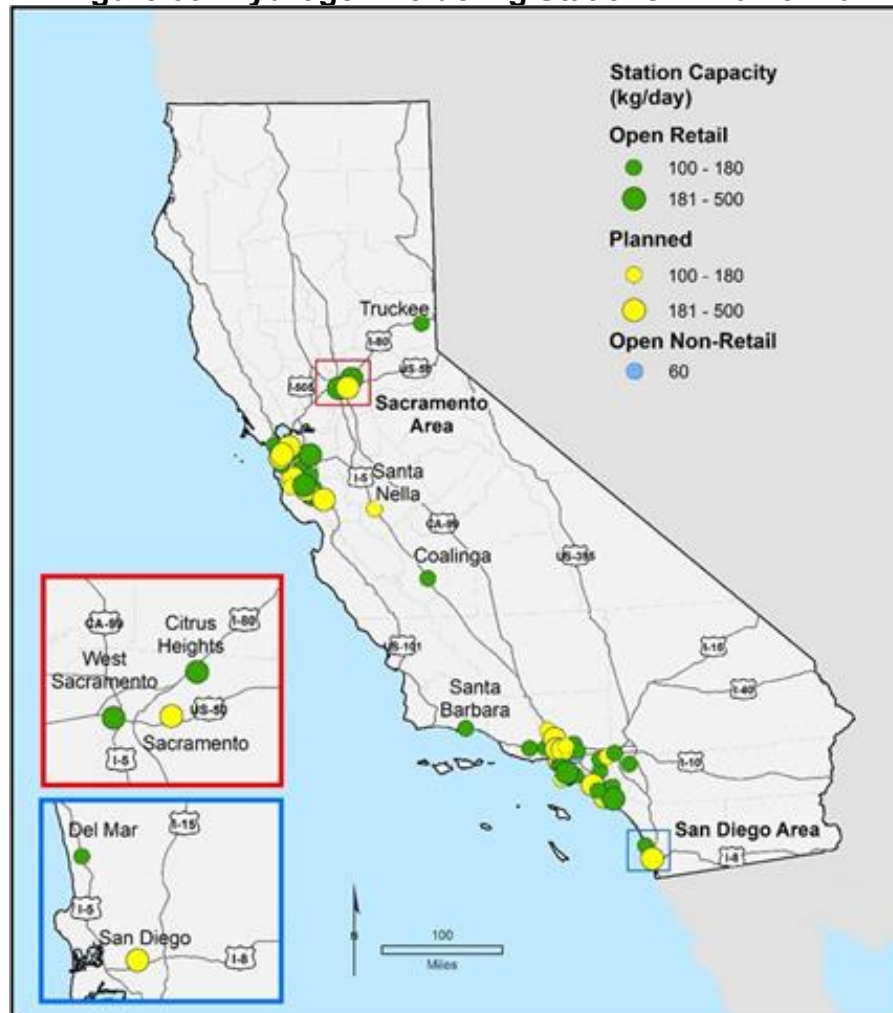 Station Capacity
(kg/day)
Open Retail
100 - 180
181 - 500
Planned
100 - 180
181 - 500
Open Non-Retail
60
Truckee
I-80
I-505
Sacramento
Area
I-5
Santa
Nella
CA-99
Coalinga
US-395
US-101
I-15
I-40
Santa
Barbara
I-10
San Diego Area
I-8
CA-99
Citrus
Heights
I-80
West
Sacramento
US-50
Sacramento
I-5
Del Mar
I-15
I-5
San Diego
I-8
100
Miles